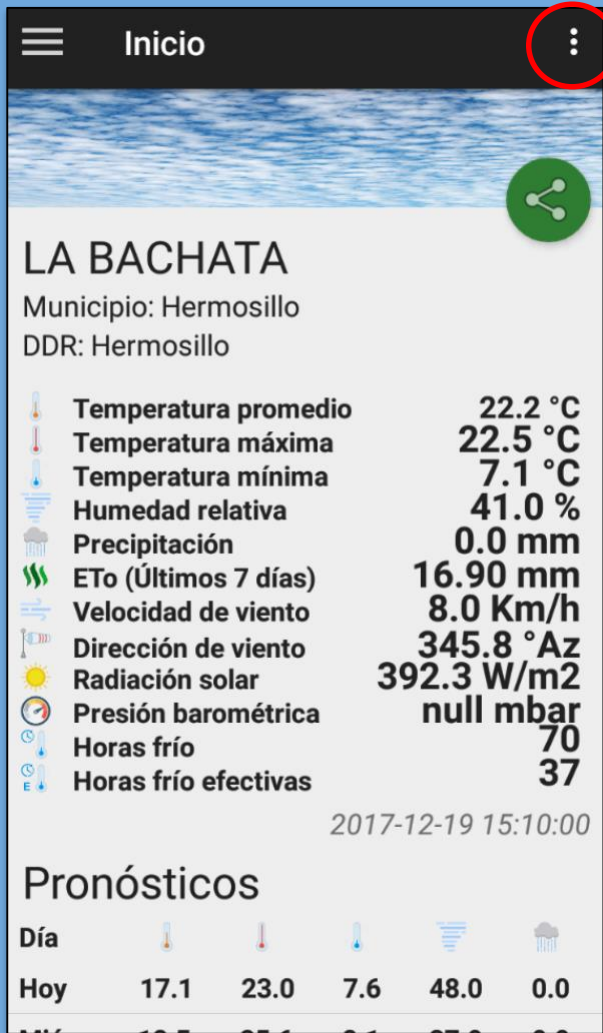 Inicio
LA BACHATA
Municipio: Hermosillo
DDR: Hermosillo
Temperatura promedio 22.2 °C
Temperatura máxima 22.5 °C
Temperatura mínima 7.1 °C
Humedad relativa 41.0 %
Precipitación 0.0 mm
ETo (Últimos 7 días) 16.90 mm
Velocidad de viento 8.0 Km/h
Dirección de viento 345.8 °Az
Radiación solar 392.3 W/m2
Presión barométrica null mbar
Horas frío 70
E Horas frío efectivas 37
2017-12-19 15:10:00
Pronósticos
Día
Hoy 17.1 23.0 7.6 48.0 0.0